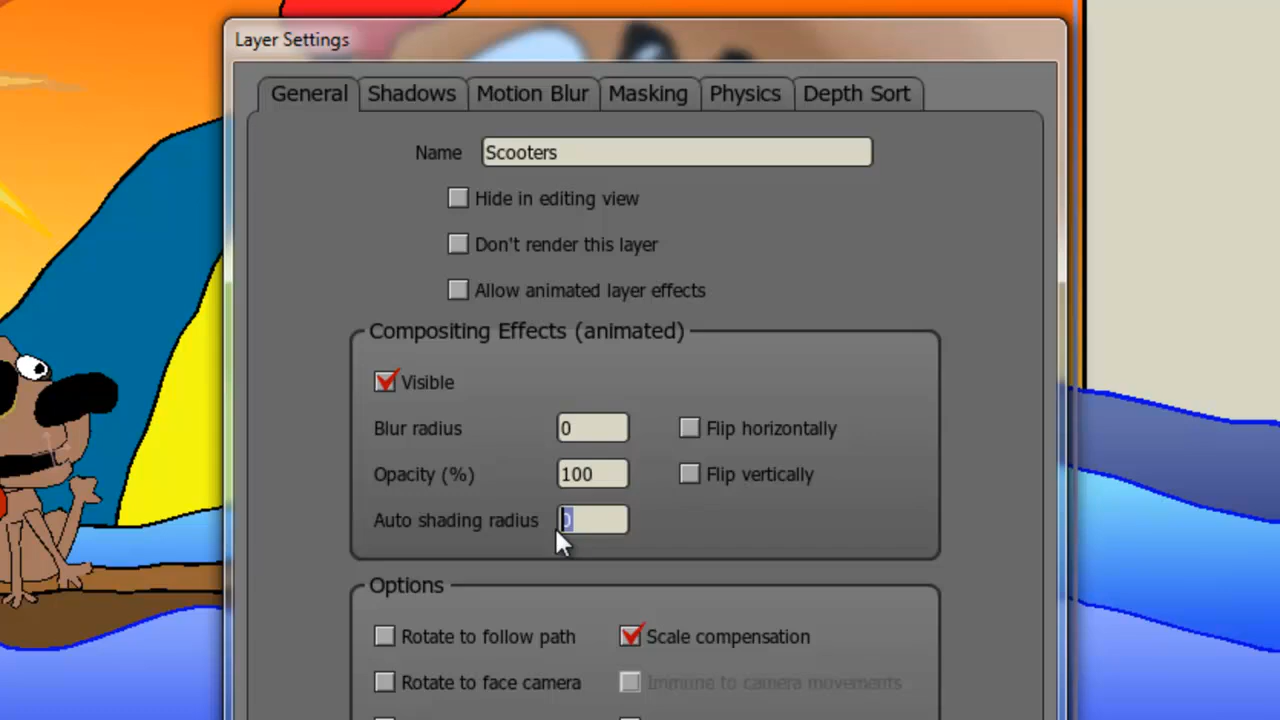 Layer Settings
General Shadows Motion Blur Masking Physics Depth Sort
Name Scooters
Hide in editing view
Don't render this layer
Allow animated layer effects
Compositing Effects (animated)
Visible
Blur radius 0 Flip horizontally
Opacity (%) 100 Flip vertically
Auto shading radius 0
Options
Rotate to follow path Scale compensation
Rotate to face camera Immune to camera movements